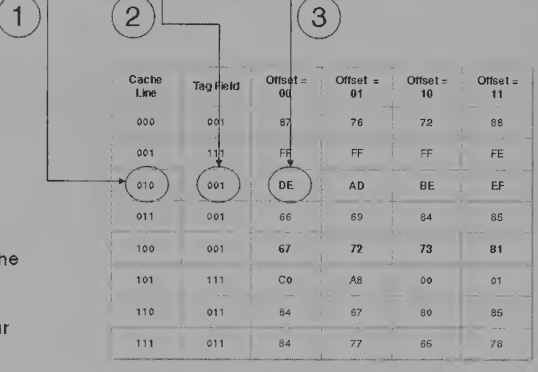 1 2 3
Cache Line Tag Field Offset = 00 Offset = 01 Offset = 10 Offset = 11
000 001 87 76 72 88
001 111 FF FF FF FE
010 001 DE AD BE EF
011 001 66 69 84 85
100 001 67 72 73 81
he
101 111 C0 A8 00 01
110 011 84 67 80 85
ur
111 011 84 77 65 78